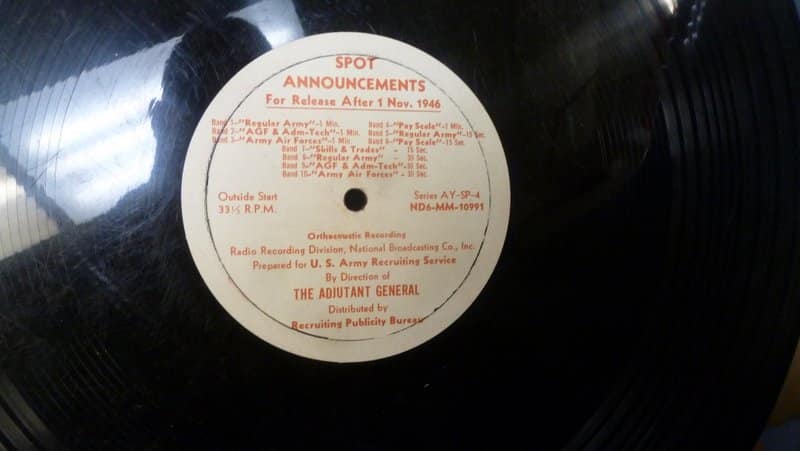 SPOT
ANNOUNCEMENTS
For Release After 1 Nov. 1946
Band 1-"Regular Army"-1 Min. Band 4-"Pay Scale"-1 Min.
Band 2-"AGF & Adm-Tech"-1 Min. Band 5-"Regular Army"-15 Sec.
Band 3-"Army Air Forces"-1 Min. Band 6-"Pay Scale"-15 Sec.
Band 7-"Skills & Trades" - 15 Sec.
Band 8-"Regular Army" - 30 Sec.
Band 9-"AGF & Adm-Tech"-30 Sec.
Band 10-"Army Air Forces" - 30 Sec.
Outside Start Series AY-SP-4
33⅓ R.P.M. ND6-MM-10991
Orthacoustic Recording
Radio Recording Division, National Broadcasting Co., Inc.
Prepared for U. S. Army Recruiting Service
By Direction of
THE ADJUTANT GENERAL
Distributed by
Recruiting Publicity Bureau